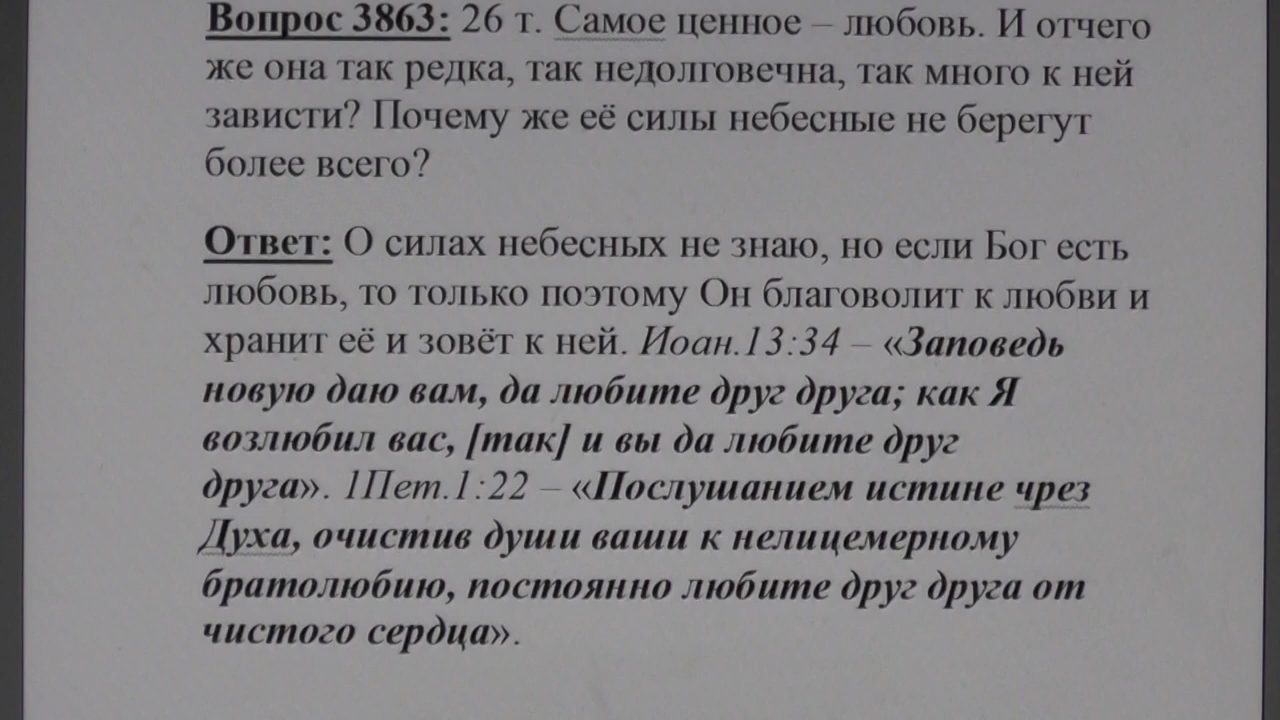 Вопрос 3863: 26 т. Самое ценное – любовь. И отчего
же она так редка, так недолговечна, так много к ней
зависти? Почему же её силы небесные не берегут
более всего?
Ответ: О силах небесных не знаю, но если Бог есть
любовь, то только поэтому Он благоволит к любви и
хранит её и зовёт к ней. Иоан.13:34 – «Заповедь
новую даю вам, да любите друг друга; как Я
возлюбил вас, [так] и вы да любите друг
друга». 1Пет.1:22 – «Послушанием истине чрез
Духа, очистив души ваши к нелицемерному
братолюбию, постоянно любите друг друга от
чистого сердца».